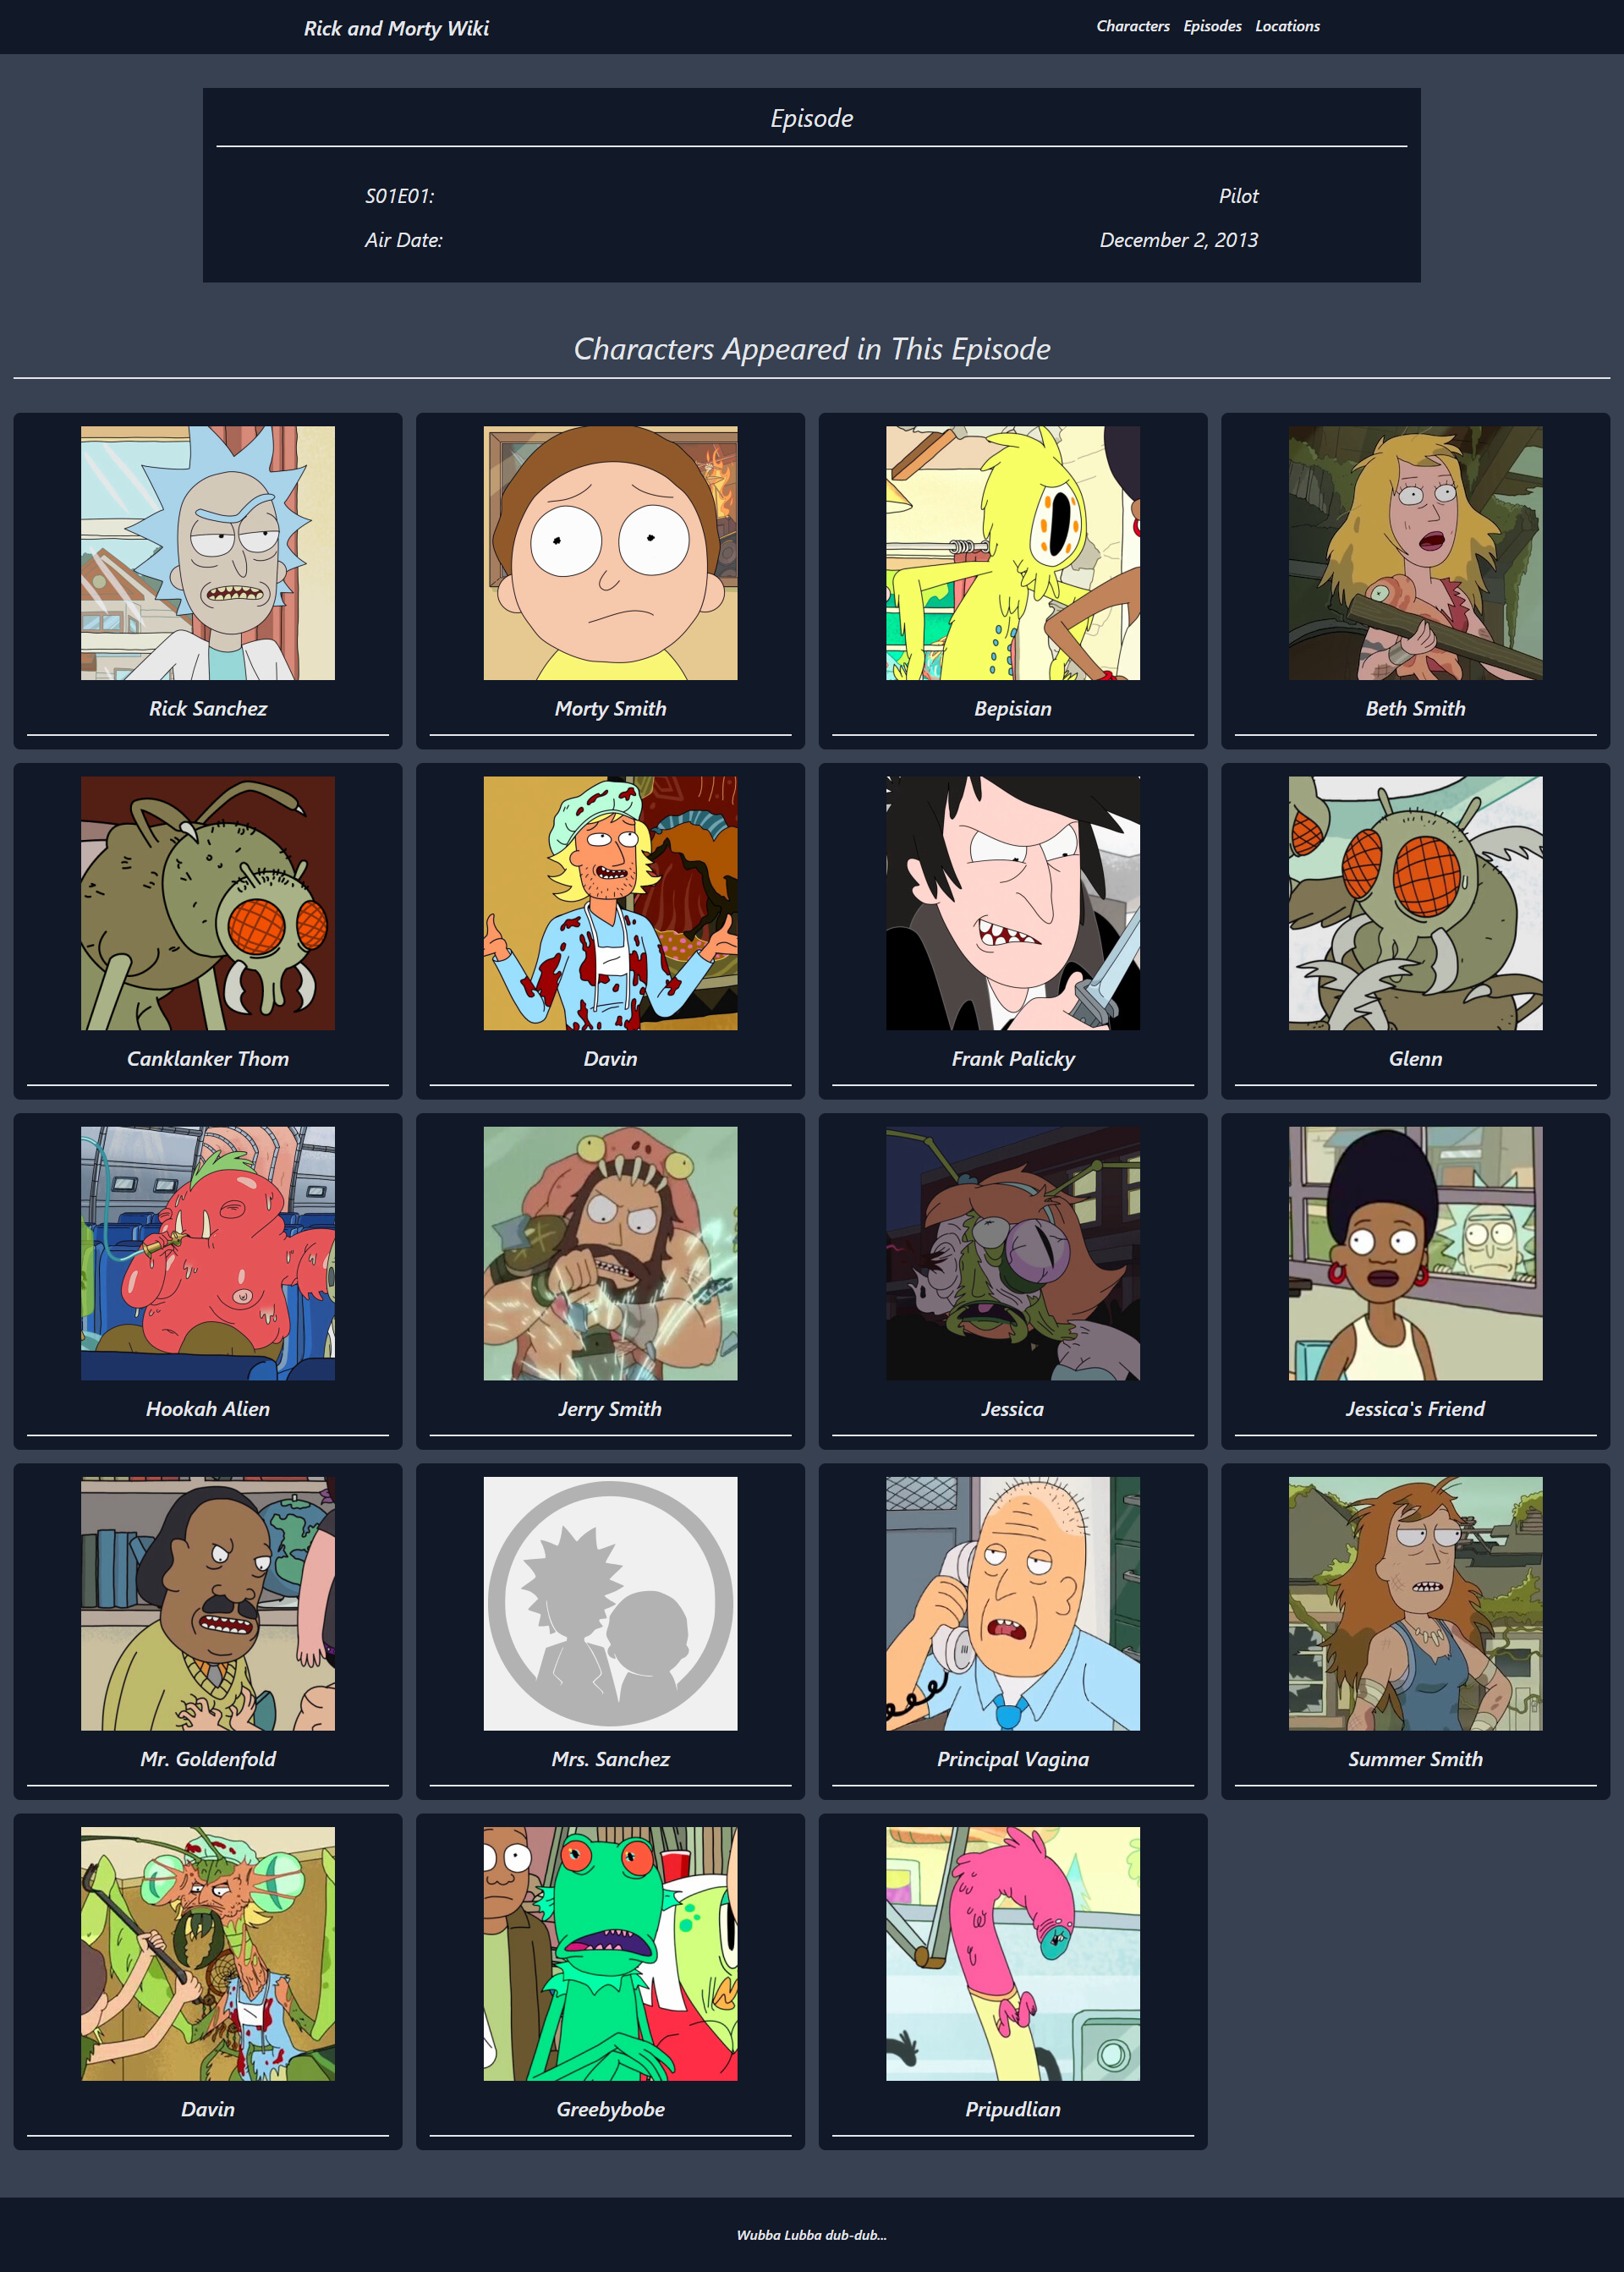 Rick and Morty Wiki
Characters Episodes Locations
Episode
S01E01: Pilot
Air Date: December 2, 2013
Characters Appeared in This Episode
Rick Sanchez
Morty Smith
Bepisian
Beth Smith
Canklanker Thom
Davin
Frank Palicky
Glenn
Hookah Alien
Jerry Smith
Jessica
Jessica's Friend
Mr. Goldenfold
Mrs. Sanchez
Principal Vagina
Summer Smith
Davin
Greebybobe
Pripudlian
Wubba Lubba dub-dub...